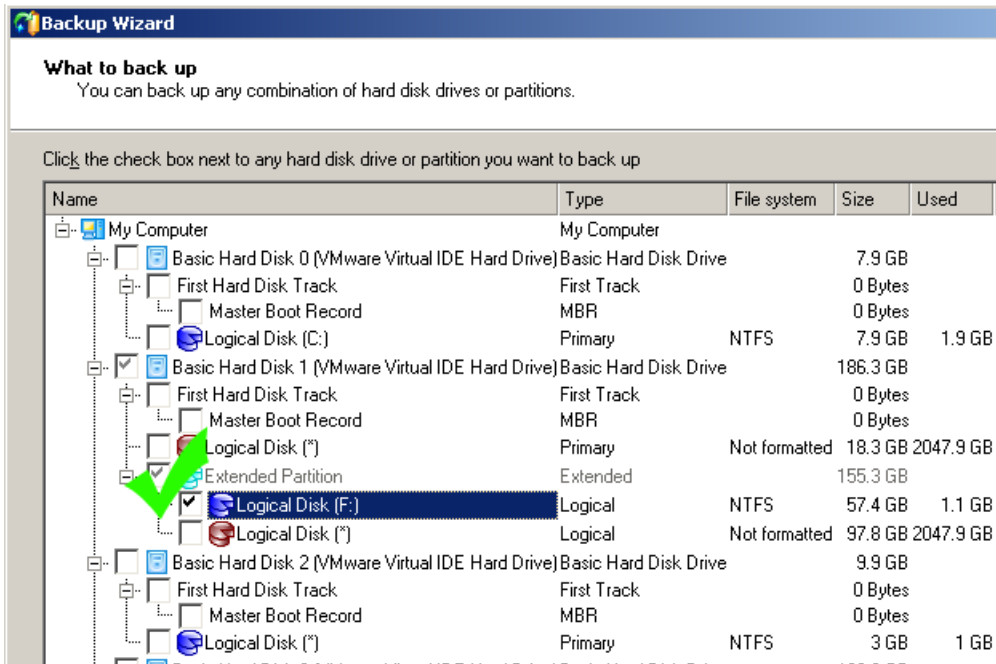 Backup Wizard
What to back up
You can back up any combination of hard disk drives or partitions.
Click the check box next to any hard disk drive or partition you want to back up
Name Type File system Size Used
My Computer My Computer
Basic Hard Disk 0 (VMware Virtual IDE Hard Drive) Basic Hard Disk Drive 7.9 GB
First Hard Disk Track First Track 0 Bytes
Master Boot Record MBR 0 Bytes
Logical Disk (C:) Primary NTFS 7.9 GB 1.9 GB
Basic Hard Disk 1 (VMware Virtual IDE Hard Drive) Basic Hard Disk Drive 186.3 GB
First Hard Disk Track First Track 0 Bytes
Master Boot Record MBR 0 Bytes
Logical Disk (*) Primary Not formatted 18.3 GB 2047.9 GB
Extended Partition Extended 155.3 GB
Logical Disk (F:) Logical NTFS 57.4 GB 1.1 GB
Logical Disk (*) Logical Not formatted 97.8 GB 2047.9 GB
Basic Hard Disk 2 (VMware Virtual IDE Hard Drive) Basic Hard Disk Drive 9.9 GB
First Hard Disk Track First Track 0 Bytes
Master Boot Record MBR 0 Bytes
Logical Disk (*) Primary NTFS 3 GB 1 GB